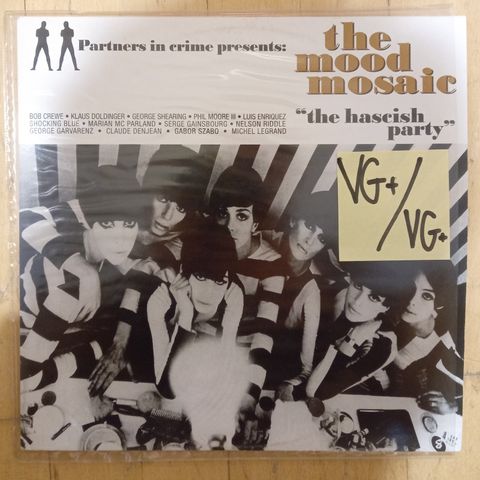 Partners in crime presents:
the
mood
mosaic
BOB CREWE • KLAUS DOLDINGER • GEORGE SHEARING • PHIL MOORE III • LUIS ENRIQUEZ
SHOCKING BLUE • MARIAN MC PARLAND • SERGE GAINSBOURG • NELSON RIDDLE
GEORGE GARVARENZ • CLAUDE DENJEAN • GABOR SZABO • MICHEL LEGRAND
"the hascish
party"
VG+/
VG+